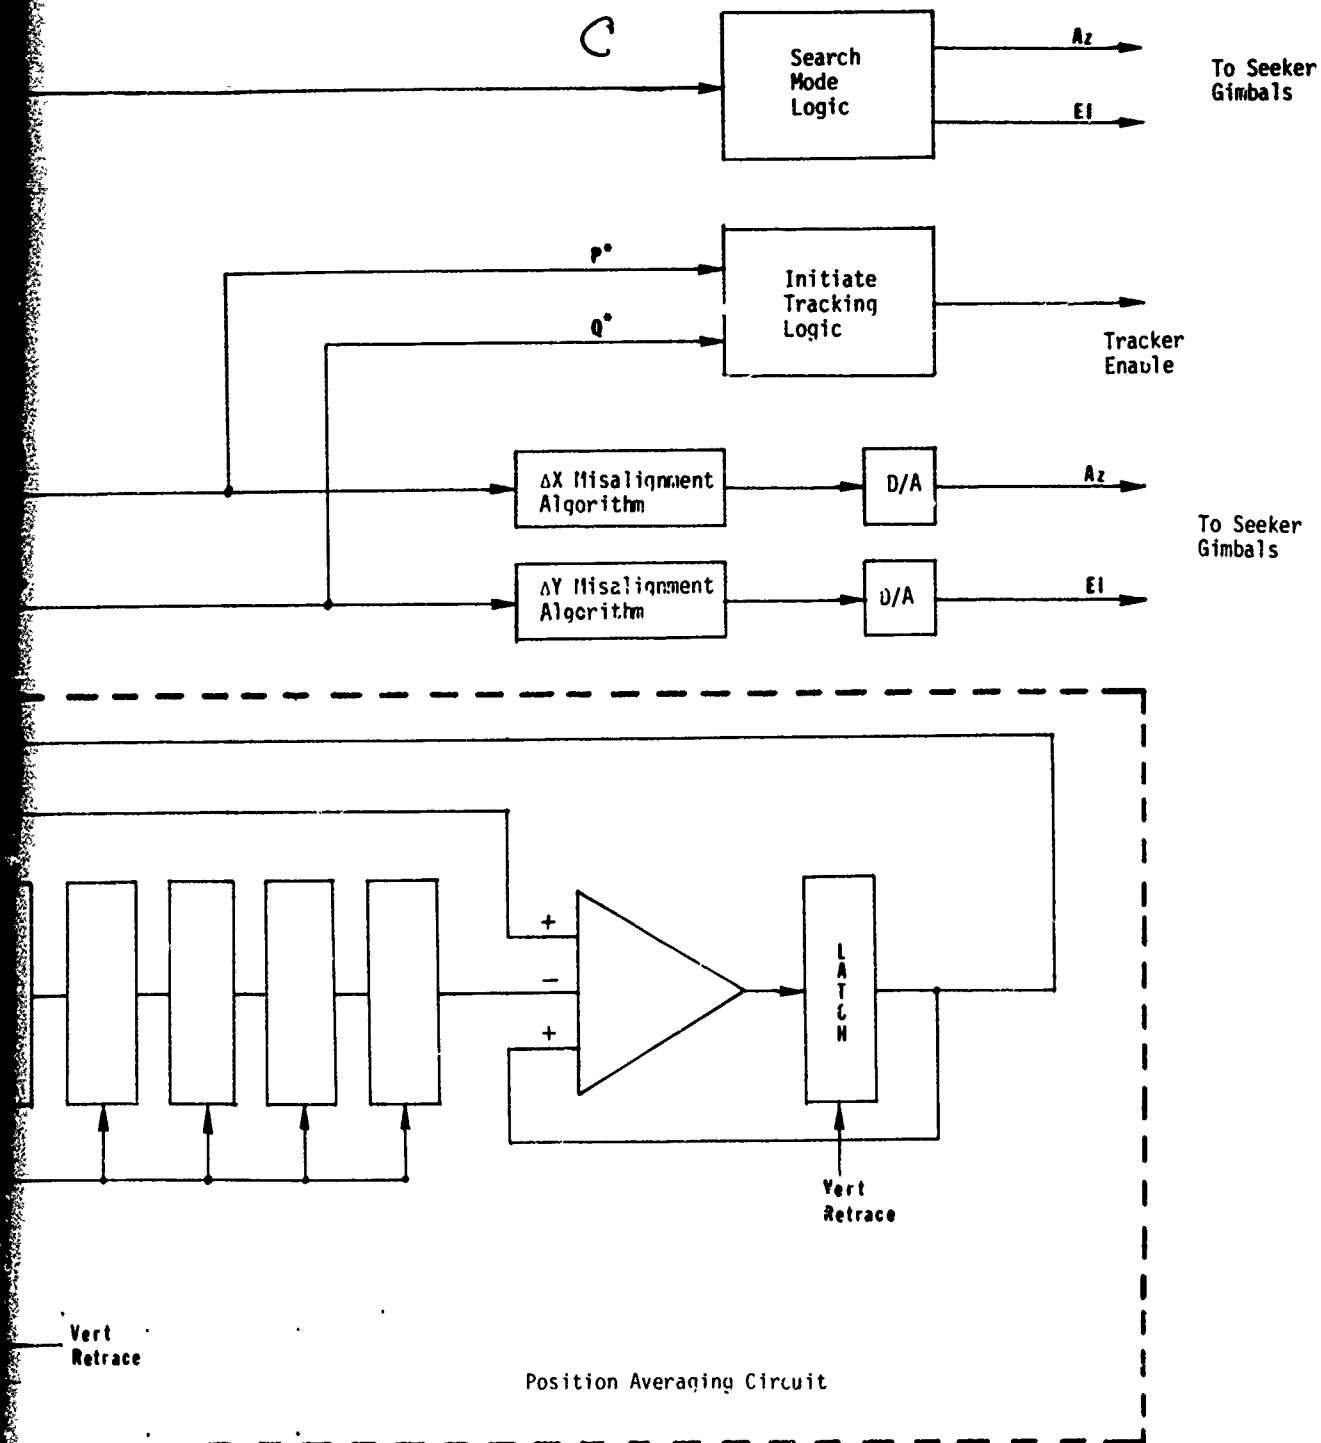 C
Search
Mode
Logic
Az
El
To Seeker
Gimbals
P*
Q*
Initiate
Tracking
Logic
Tracker
Enable
ΔX Misalignment
Algorithm
D/A
Az
ΔY Misalignment
Algorithm
D/A
El
To Seeker
Gimbals
+
−
+
LATCH
Vert
Retrace
Vert
Retrace
Position Averaging Circuit